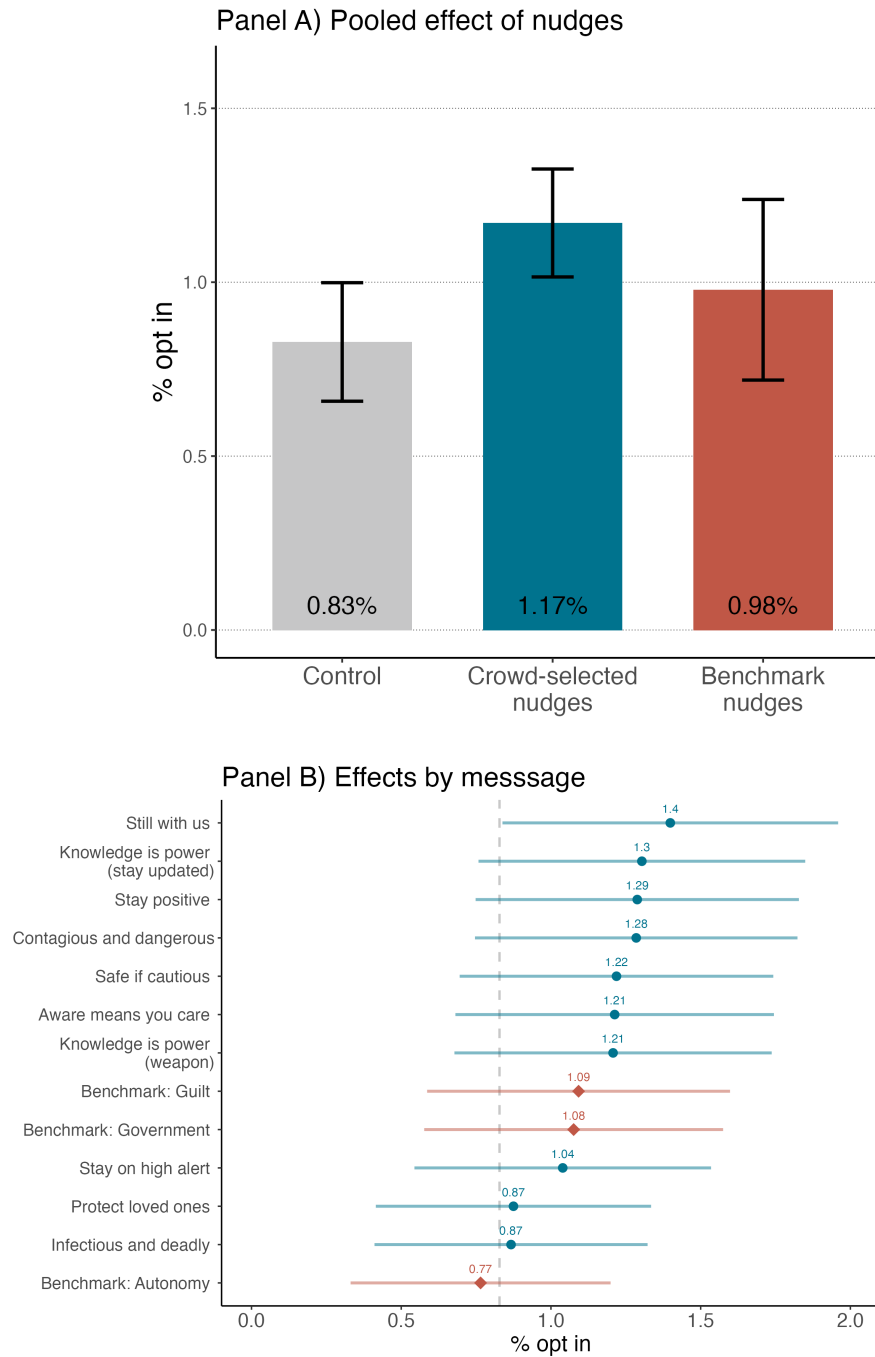 Panel A) Pooled effect of nudges
% opt in
1.5
1.0
0.5
0.0
0.83%
1.17%
0.98%
Control
Crowd-selected
nudges
Benchmark
nudges
Panel B) Effects by messsage
Still with us
1.4
Knowledge is power
(stay updated)
1.3
Stay positive
1.29
Contagious and dangerous
1.28
Safe if cautious
1.22
Aware means you care
1.21
Knowledge is power
(weapon)
1.21
Benchmark: Guilt
1.09
Benchmark: Government
1.08
Stay on high alert
1.04
Protect loved ones
0.87
Infectious and deadly
0.87
Benchmark: Autonomy
0.77
0.0
0.5
1.0
1.5
2.0
% opt in